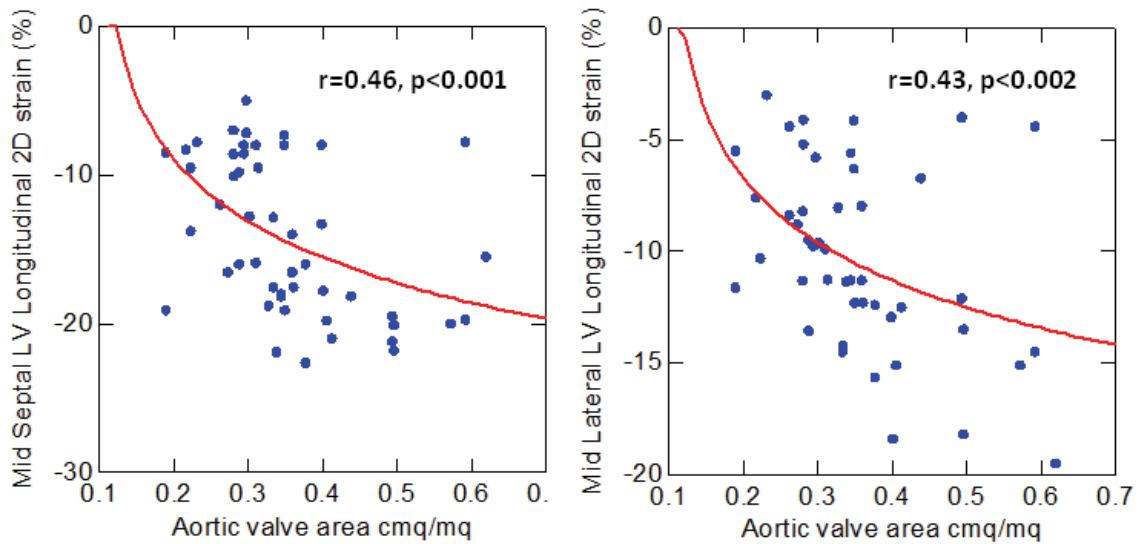 Mid Septal LV Longitudinal 2D strain (%)
0
-10
-20
-30
r=0.46, p<0.001
0.1 0.2 0.3 0.4 0.5 0.6 0.
Aortic valve area cmq/mq
Mid Lateral LV Longitudinal 2D strain (%)
0
-5
-10
-15
-20
r=0.43, p<0.002
0.1 0.2 0.3 0.4 0.5 0.6 0.7
Aortic valve area cmq/mq